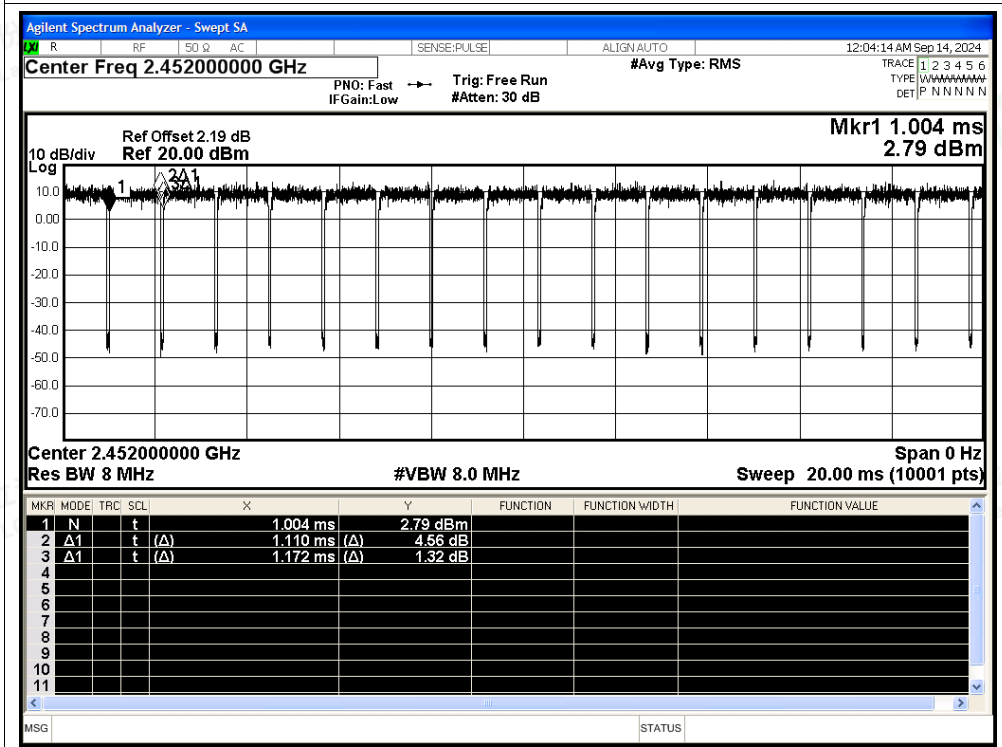 Agilent Spectrum Analyzer - Swept SA
LXI R RF 50 Ω AC SENSE:PULSE ALIGN AUTO 12:04:14 AM Sep 14, 2024
Center Freq 2.452000000 GHz #Avg Type: RMS TRACE 1 2 3 4 5 6
PNO: Fast Trig: Free Run TYPE W
IFGain:Low #Atten: 30 dB DET P N N N N N
Mkr1 1.004 ms
Ref Offset 2.19 dB
10 dB/div Ref 20.00 dBm 2.79 dBm
Log
1 2Δ1
3Δ1
10.0
0.00
-10.0
-20.0
-30.0
-40.0
-50.0
-60.0
-70.0
Center 2.452000000 GHz Span 0 Hz
Res BW 8 MHz #VBW 8.0 MHz Sweep 20.00 ms (10001 pts)
MKR MODE TRC SCL X Y FUNCTION FUNCTION WIDTH FUNCTION VALUE
1 N t 1.004 ms 2.79 dBm
2 Δ1 t (Δ) 1.110 ms (Δ) 4.56 dB
3 Δ1 t (Δ) 1.172 ms (Δ) 1.32 dB
4
5
6
7
8
9
10
11
MSG STATUS